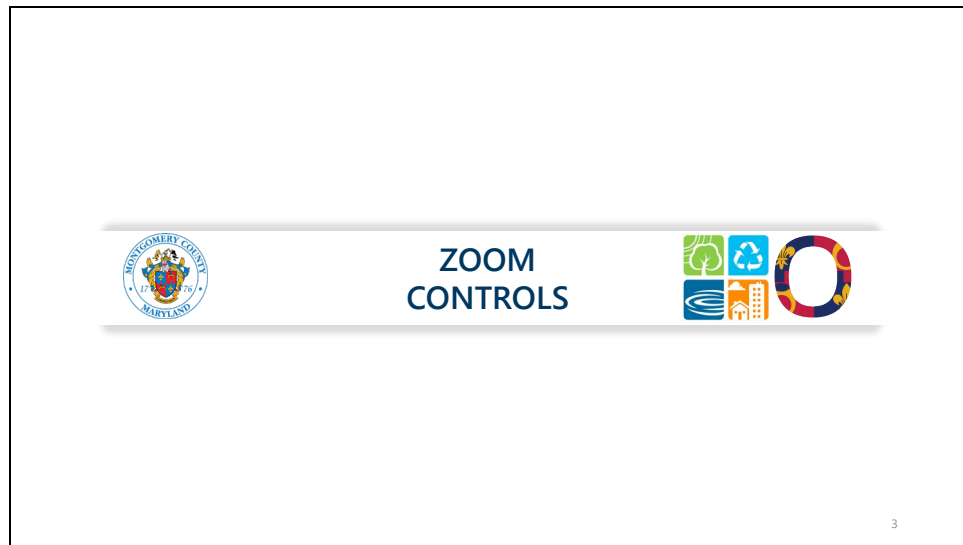 MONTGOMERY COUNTY
17 76
MARYLAND
ZOOM
CONTROLS
3